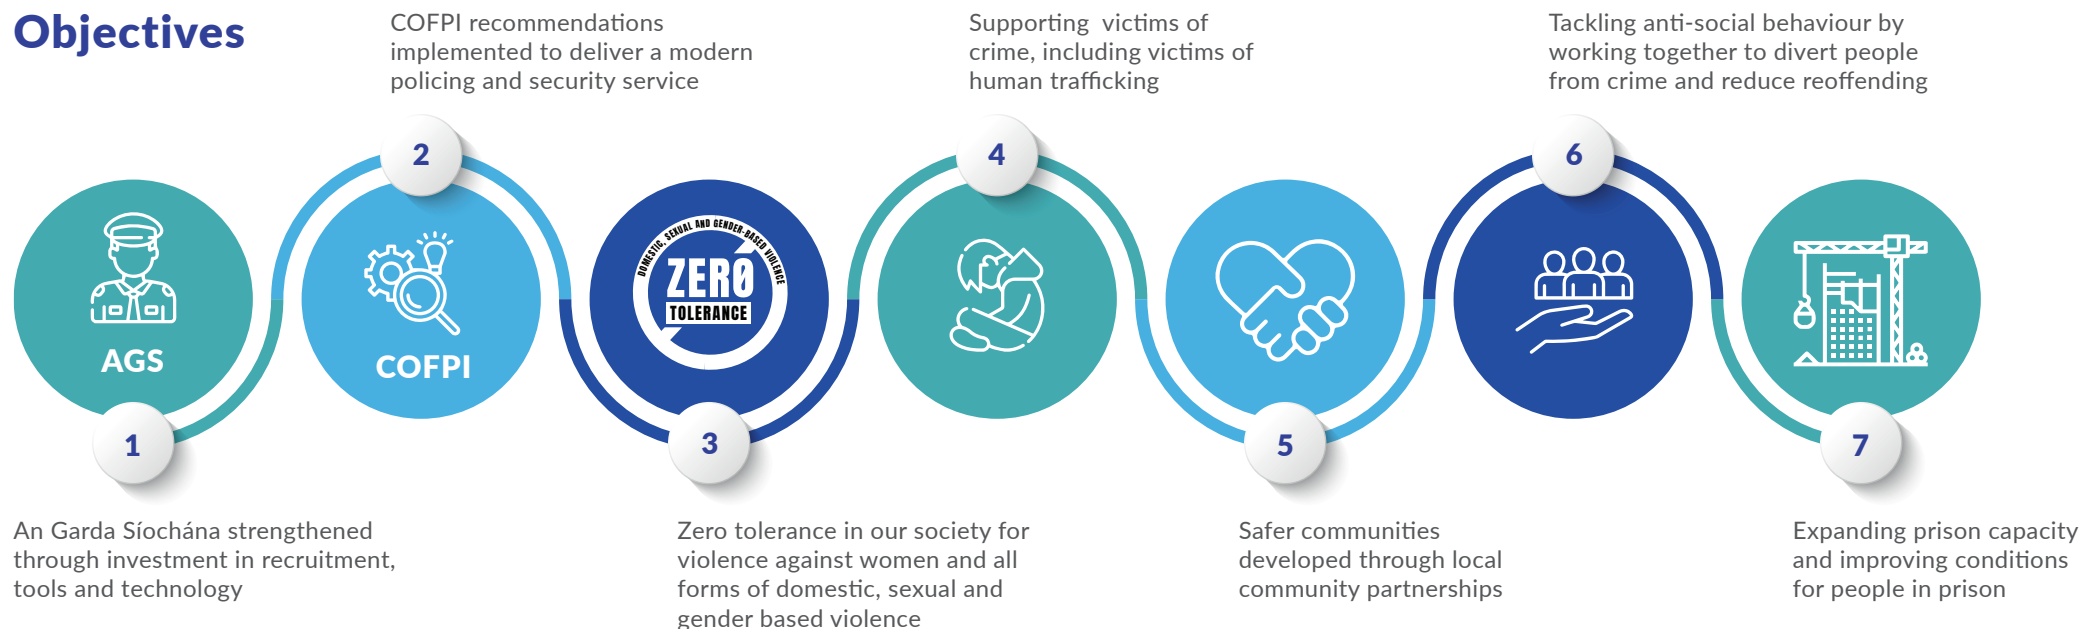 Objectives
AGS
1
An Garda Síochána strengthened
through investment in recruitment,
tools and technology
COFPI recommendations
implemented to deliver a modern
policing and security service
2
COFPI
DOMESTIC, SEXUAL AND GENDER-BASED VIOLENCE
ZERO
TOLERANCE
3
Zero tolerance in our society for
violence against women and all
forms of domestic, sexual and
gender based violence
Supporting  victims of
crime, including victims of
human trafficking
4
5
Safer communities
developed through local
community partnerships
Tackling anti-social behaviour by
working together to divert people
from crime and reduce reoffending
6
7
Expanding prison capacity
and improving conditions
for people in prison